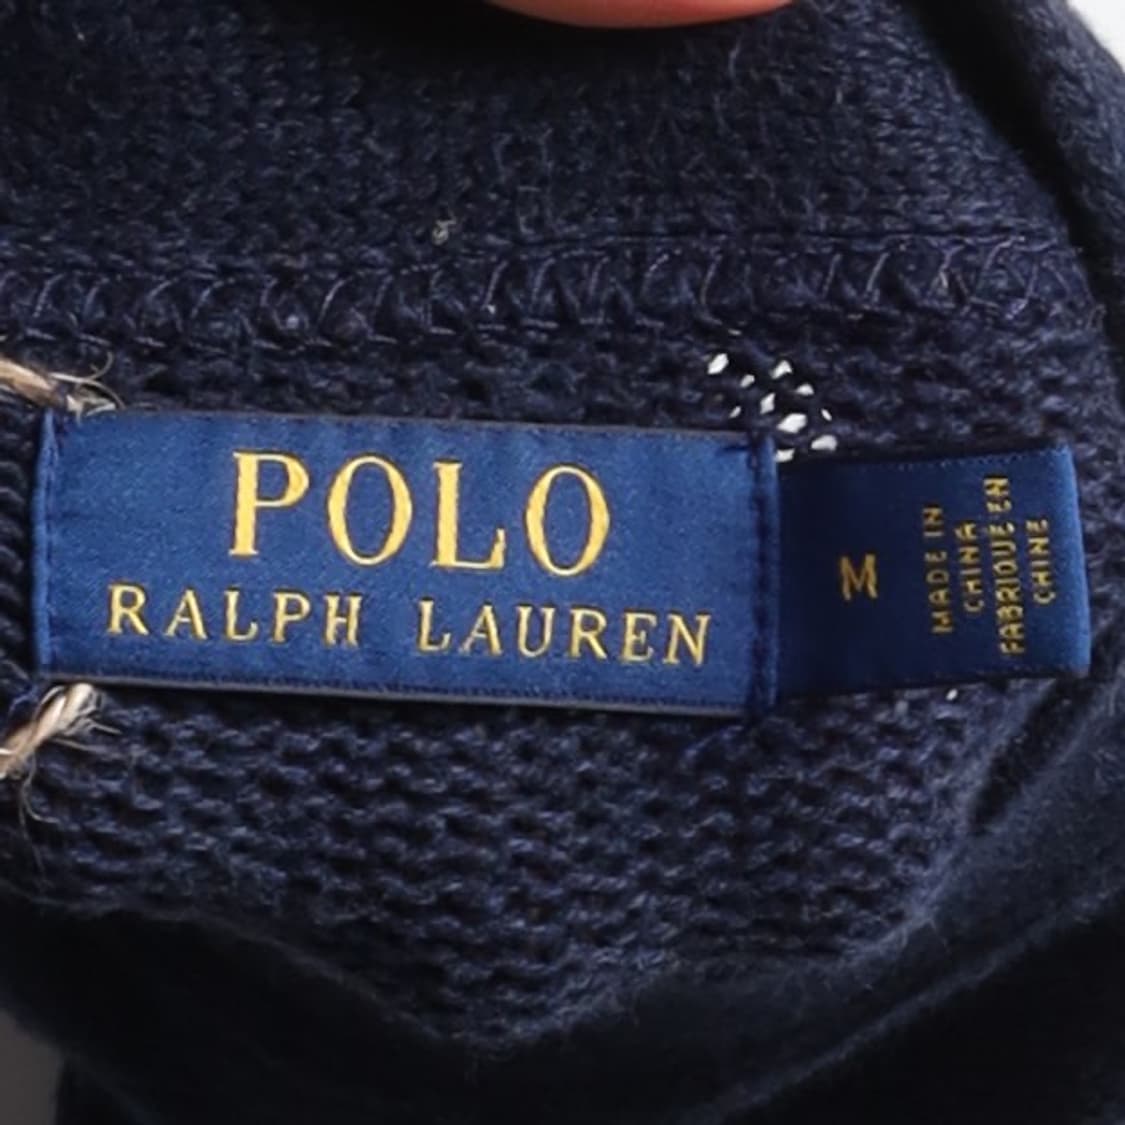 POLO
RALPH LAUREN
M
MADE IN
CHINA
FABRIQUÉ EN
CHINE